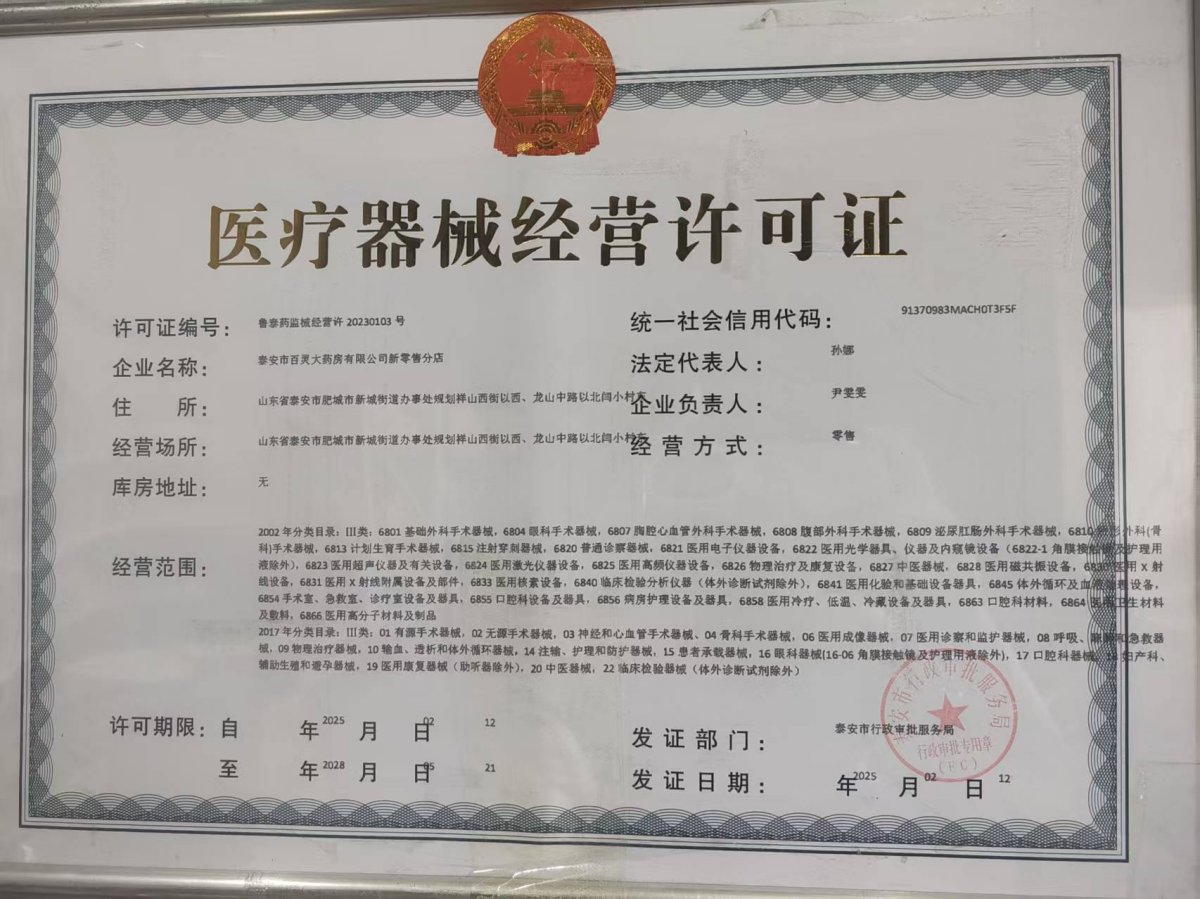 医疗器械经营许可证
许可证编号： 鲁泰药监械经营许 20230103 号
统一社会信用代码： 91370983MACH0T3F5F
企业名称： 泰安市百灵大药房有限公司新零售分店
法定代表人： 孙娜
住 所： 山东省泰安市肥城市新城街道办事处规划祥山西街以西、龙山中路以北闫小村
企业负责人： 尹雯雯
经营场所： 山东省泰安市肥城市新城街道办事处规划祥山西街以西、龙山中路以北闫小村
经营方式： 零售
库房地址： 无
经营范围：
2002 年分类目录：III类：6801 基础外科手术器械，6804 眼科手术器械，6807 胸腔心血管外科手术器械，6808 腹部外科手术器械，6809 泌尿肛肠外科手术器械，6810 矫形外科(骨
科)手术器械，6813 计划生育手术器械，6815 注射穿刺器械，6820 普通诊察器械，6821 医用电子仪器设备，6822 医用光学器具、仪器及内窥镜设备（6822-1 角膜接触镜及护理用
液除外），6823 医用超声仪器及有关设备，6824 医用激光仪器设备，6825 医用高频仪器设备，6826 物理治疗及康复设备，6827 中医器械，6828 医用磁共振设备，6830 医用 X 射
线设备，6831 医用 X 射线附属设备及部件，6833 医用核素设备，6840 临床检验分析仪器（体外诊断试剂除外），6841 医用化验和基础设备器具，6845 体外循环及血液处理设备，
6854 手术室、急救室、诊疗室设备及器具，6855 口腔科设备及器具，6856 病房护理设备及器具，6858 医用冷疗、低温、冷藏设备及器具，6863 口腔科材料，6864 医用卫生材料
及敷料，6866 医用高分子材料及制品
2017 年分类目录：III类：01 有源手术器械，02 无源手术器械，03 神经和心血管手术器械、04 骨科手术器械，06 医用成像器械，07 医用诊察和监护器械，08 呼吸、麻醉和急救器
械，09 物理治疗器械，10 输血、透析和体外循环器械，14 注输、护理和防护器械，15 患者承载器械，16 眼科器械(16-06 角膜接触镜及护理用液除外)，17 口腔科器械，18 妇产科、
辅助生殖和避孕器械，19 医用康复器械（助听器除外），20 中医器械，22 临床检验器械（体外诊断试剂除外）
许可期限：自 年 2025 月 02 日 12
至 年 2028 月 05 日 21
发证部门： 泰安市行政审批服务局
发证日期： 年 2025 月 02 日 12
泰安市行政审批服务局
行政审批专用章